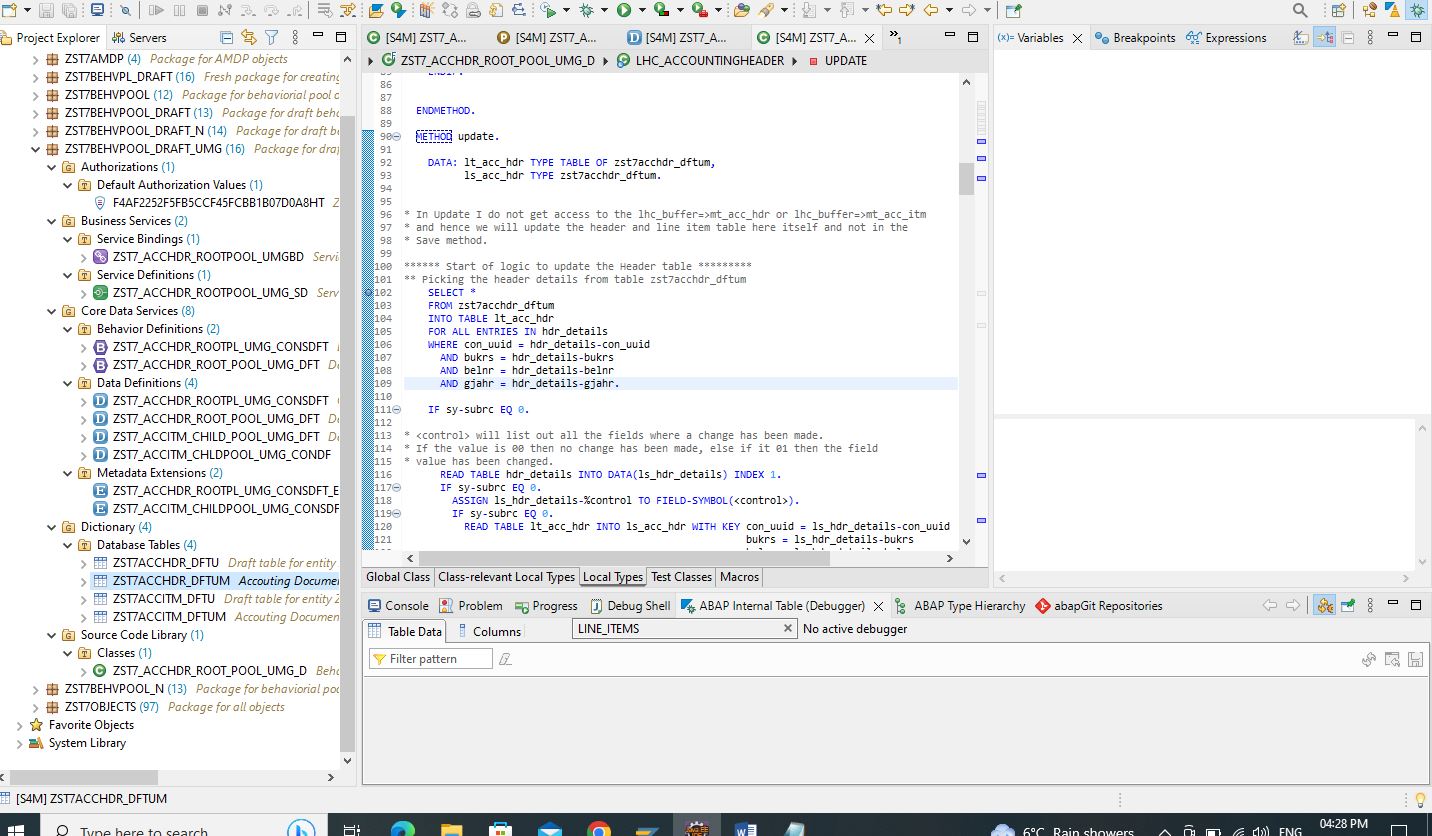 Project Explorer Servers
ZST7AMDP (4) Package for AMDP objects
ZST7BEHVPL_DRAFT (16) Fresh package for creating
ZST7BEHVPOOL (12) Package for behaviorial pool o
ZST7BEHVPOOL_DRAFT (13) Package for draft beha
ZST7BEHVPOOL_DRAFT_N (14) Package for draft be
ZST7BEHVPOOL_DRAFT_UMG (16) Package for draf
Authorizations (1)
Default Authorization Values (1)
F4AF2252F5FB5CCF45FCBB1B07D0A8HT Z
Business Services (2)
Service Bindings (1)
ZST7_ACCHDR_ROOTPOOL_UMGBD Servi
Service Definitions (1)
ZST7_ACCHDR_ROOTPOOL_UMG_SD Serv
Core Data Services (8)
Behavior Definitions (2)
ZST7_ACCHDR_ROOTPL_UMG_CONSDFT
ZST7_ACCHDR_ROOT_POOL_UMG_DFT De
Data Definitions (4)
ZST7_ACCHDR_ROOTPL_UMG_CONSDFT
ZST7_ACCHDR_ROOT_POOL_UMG_DFT De
ZST7_ACCITM_CHILD_POOL_UMG_DFT De
ZST7_ACCITM_CHLDPOOL_UMG_CONDF
Metadata Extensions (2)
ZST7_ACCHDR_ROOTPL_UMG_CONSDFT_E
ZST7_ACCITM_CHILDPOOL_UMG_CONSDF
Dictionary (4)
Database Tables (4)
ZST7ACCHDR_DFTU Draft table for entity
ZST7ACCHDR_DFTUM Accouting Docume
ZST7ACCITM_DFTU Draft table for entity Z
ZST7ACCITM_DFTUM Accouting Documen
Source Code Library (1)
Classes (1)
ZST7_ACCHDR_ROOT_POOL_UMG_D Beha
ZST7BEHVPOOL_N (13) Package for behaviorial poo
ZST7OBJECTS (97) Package for all objects
Favorite Objects
System Library
[S4M] ZST7_A... [S4M] ZST7_A... [S4M] ZST7_A... [S4M] ZST7_A... »1
ZST7_ACCHDR_ROOT_POOL_UMG_D LHC_ACCOUNTINGHEADER UPDATE
85 ENDIF.
86
87
88 ENDMETHOD.
89
90 METHOD update.
91
92 DATA: lt_acc_hdr TYPE TABLE OF zst7acchdr_dftum,
93 ls_acc_hdr TYPE zst7acchdr_dftum.
94
95
96 * In Update I do not get access to the lhc_buffer=>mt_acc_hdr or lhc_buffer=>mt_acc_itm
97 * and hence we will update the header and line item table here itself and not in the
98 * Save method.
99
100 ****** Start of logic to update the Header table *********
101 ** Picking the header details from table zst7acchdr_dftum
102 SELECT *
103 FROM zst7acchdr_dftum
104 INTO TABLE lt_acc_hdr
105 FOR ALL ENTRIES IN hdr_details
106 WHERE con_uuid = hdr_details-con_uuid
107 AND bukrs = hdr_details-bukrs
108 AND belnr = hdr_details-belnr
109 AND gjahr = hdr_details-gjahr.
110
111 IF sy-subrc EQ 0.
112
113 * <control> will list out all the fields where a change has been made.
114 * If the value is 00 then no change has been made, else if it 01 then the field
115 * value has been changed.
116 READ TABLE hdr_details INTO DATA(ls_hdr_details) INDEX 1.
117 IF sy-subrc EQ 0.
118 ASSIGN ls_hdr_details-%control TO FIELD-SYMBOL(<control>).
119 IF sy-subrc EQ 0.
120 READ TABLE lt_acc_hdr INTO ls_acc_hdr WITH KEY con_uuid = ls_hdr_details-con_uuid
121 bukrs = ls_hdr_details-bukrs
Global Class Class-relevant Local Types Local Types Test Classes Macros
(x)= Variables Breakpoints Expressions
Console Problem Progress Debug Shell ABAP Internal Table (Debugger) ABAP Type Hierarchy abapGit Repositories
Table Data Columns LINE_ITEMS No active debugger
Filter pattern
[S4M] ZST7ACCHDR_DFTUM
Type here to search
6°C Rain showers ENG 04:28 PM